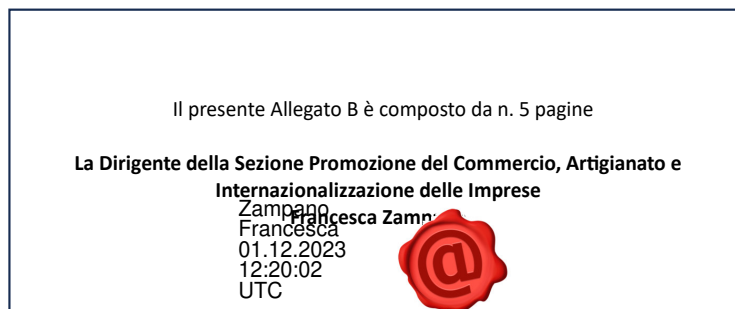 Il presente Allegato B è composto da n. 5 pagine
La Dirigente della Sezione Promozione del Commercio, Artigianato e
Internazionalizzazione delle Imprese
Francesca
Zampano
Francesca
01.12.2023
12:20:02
UTC
@